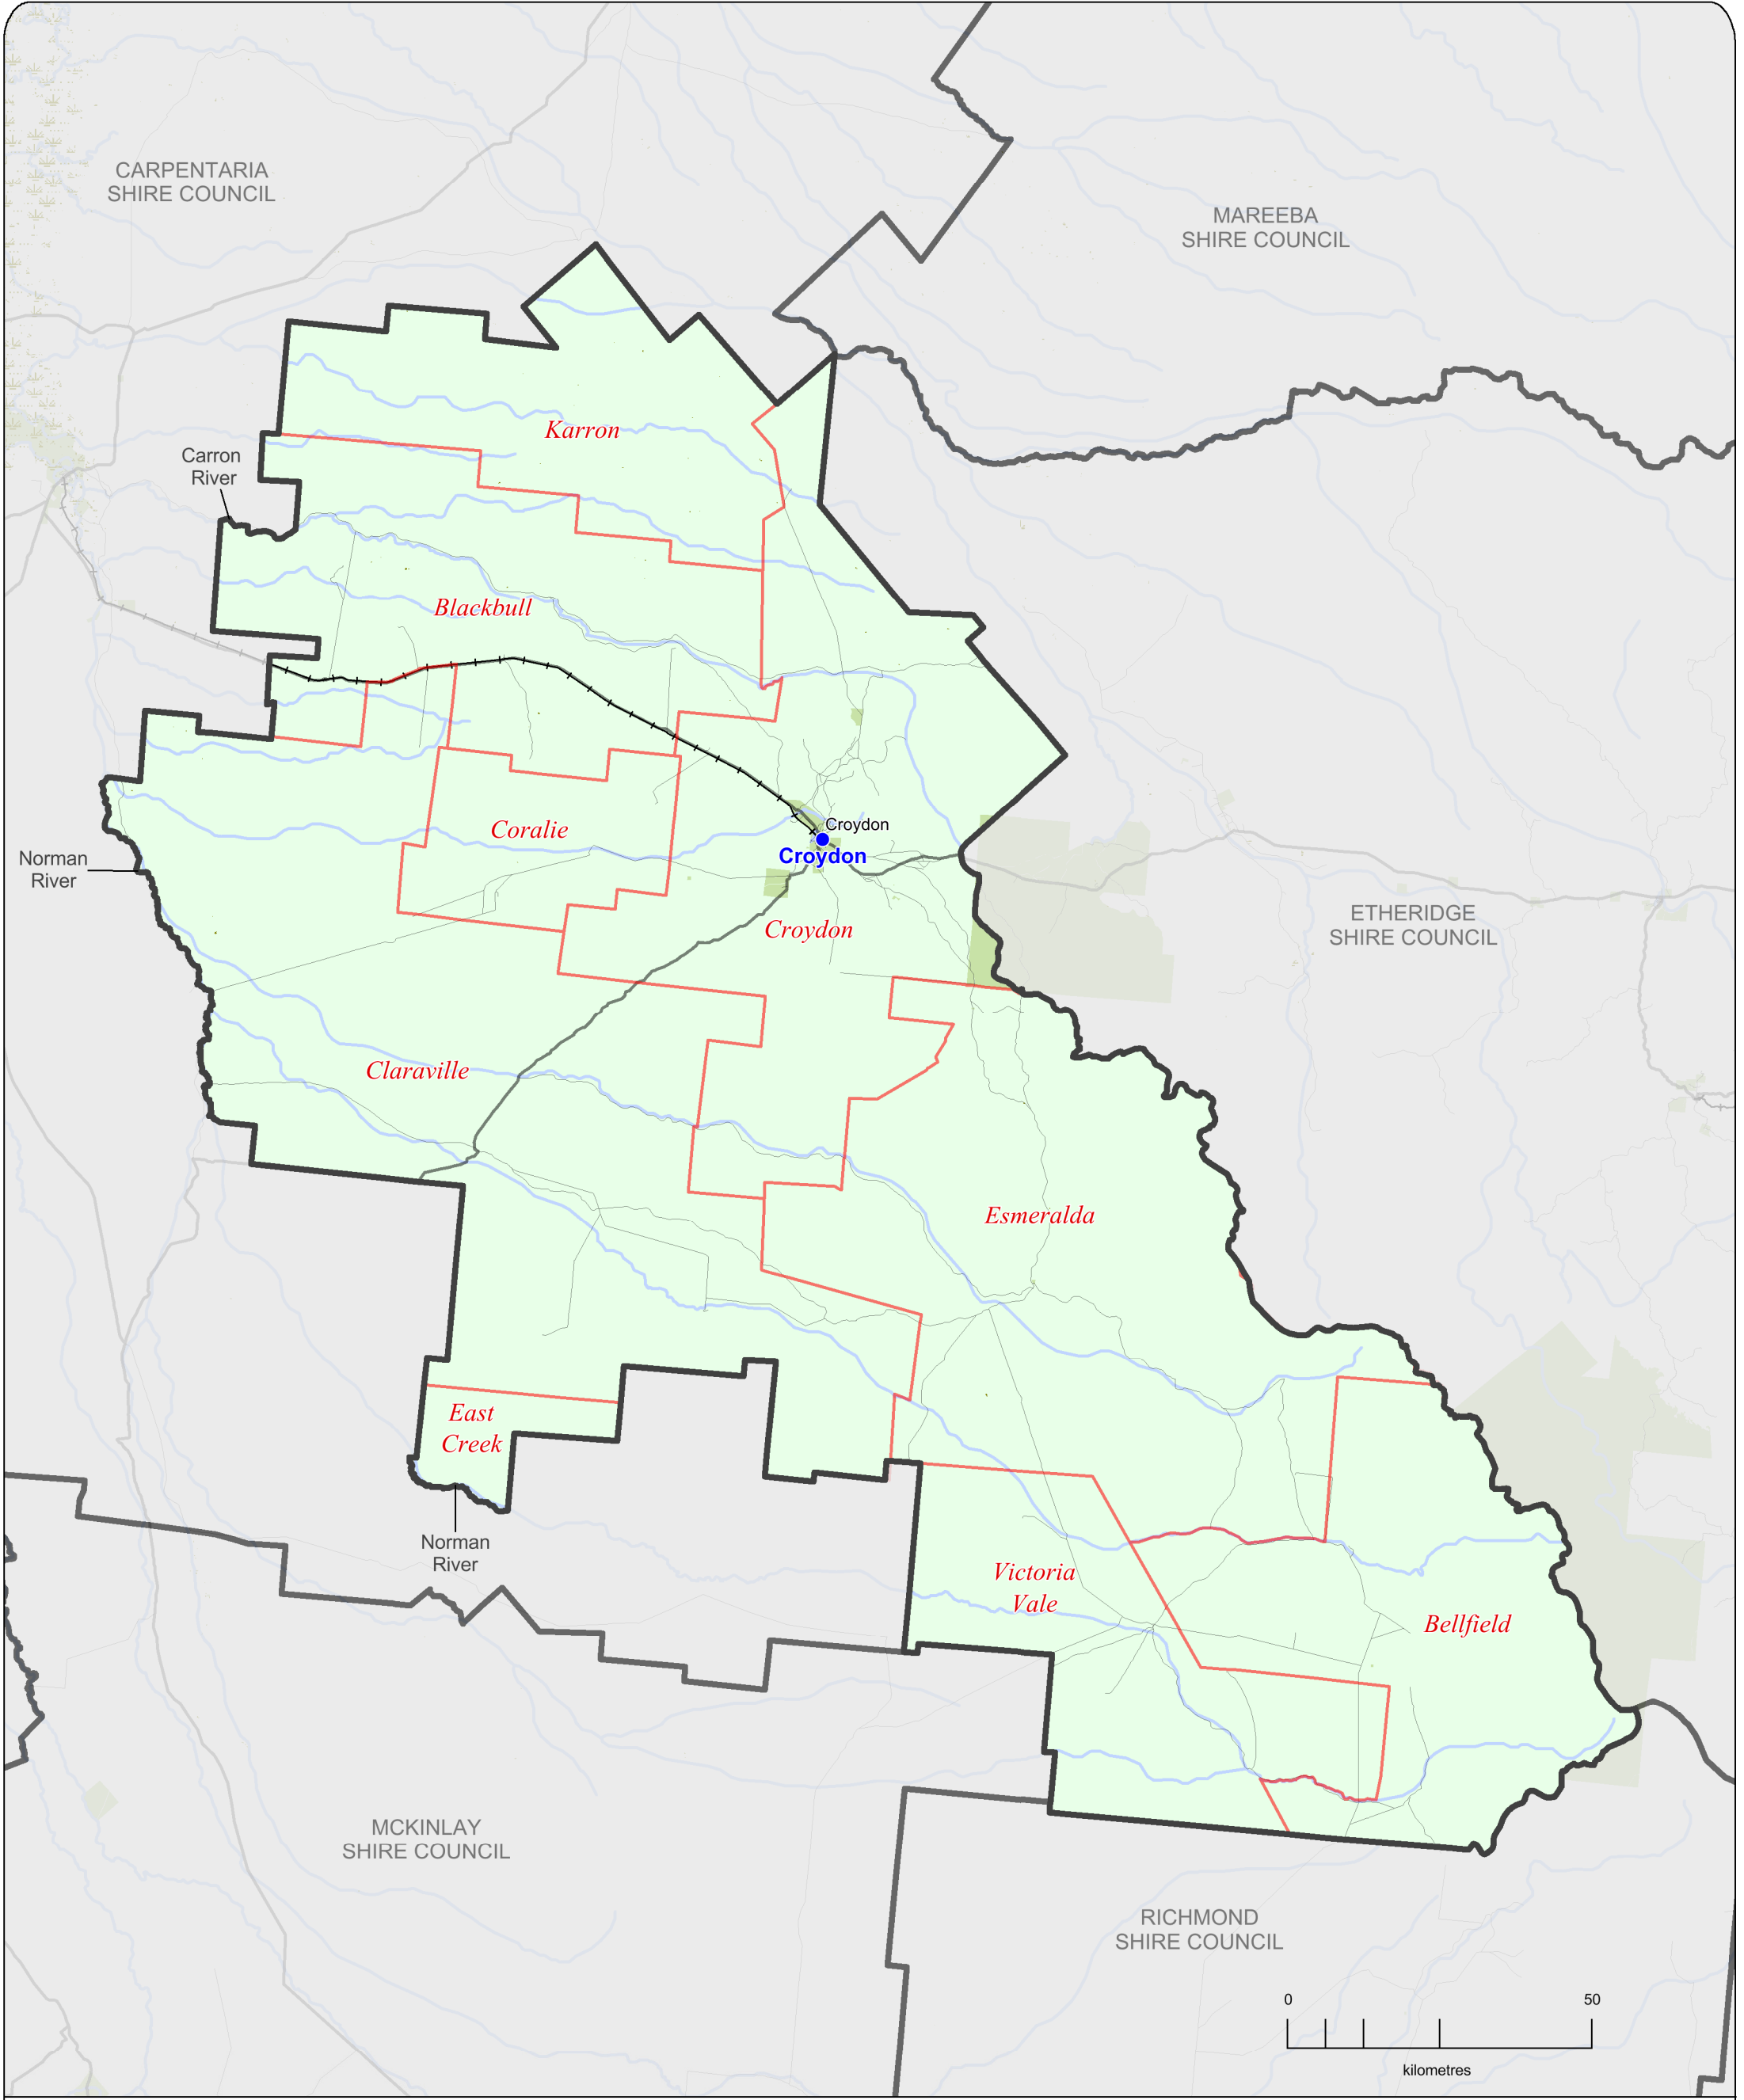 CARPENTARIA
SHIRE COUNCIL
MAREEBA
SHIRE COUNCIL
Karron
Carron
River
Blackbull
Croydon
Coralie
Croydon
Norman
River
Croydon
ETHERIDGE
SHIRE COUNCIL
Claraville
Esmeralda
East
Creek
Norman
River
Victoria
Vale
Bellfield
MCKINLAY
SHIRE COUNCIL
RICHMOND
SHIRE COUNCIL
0 50
kilometres